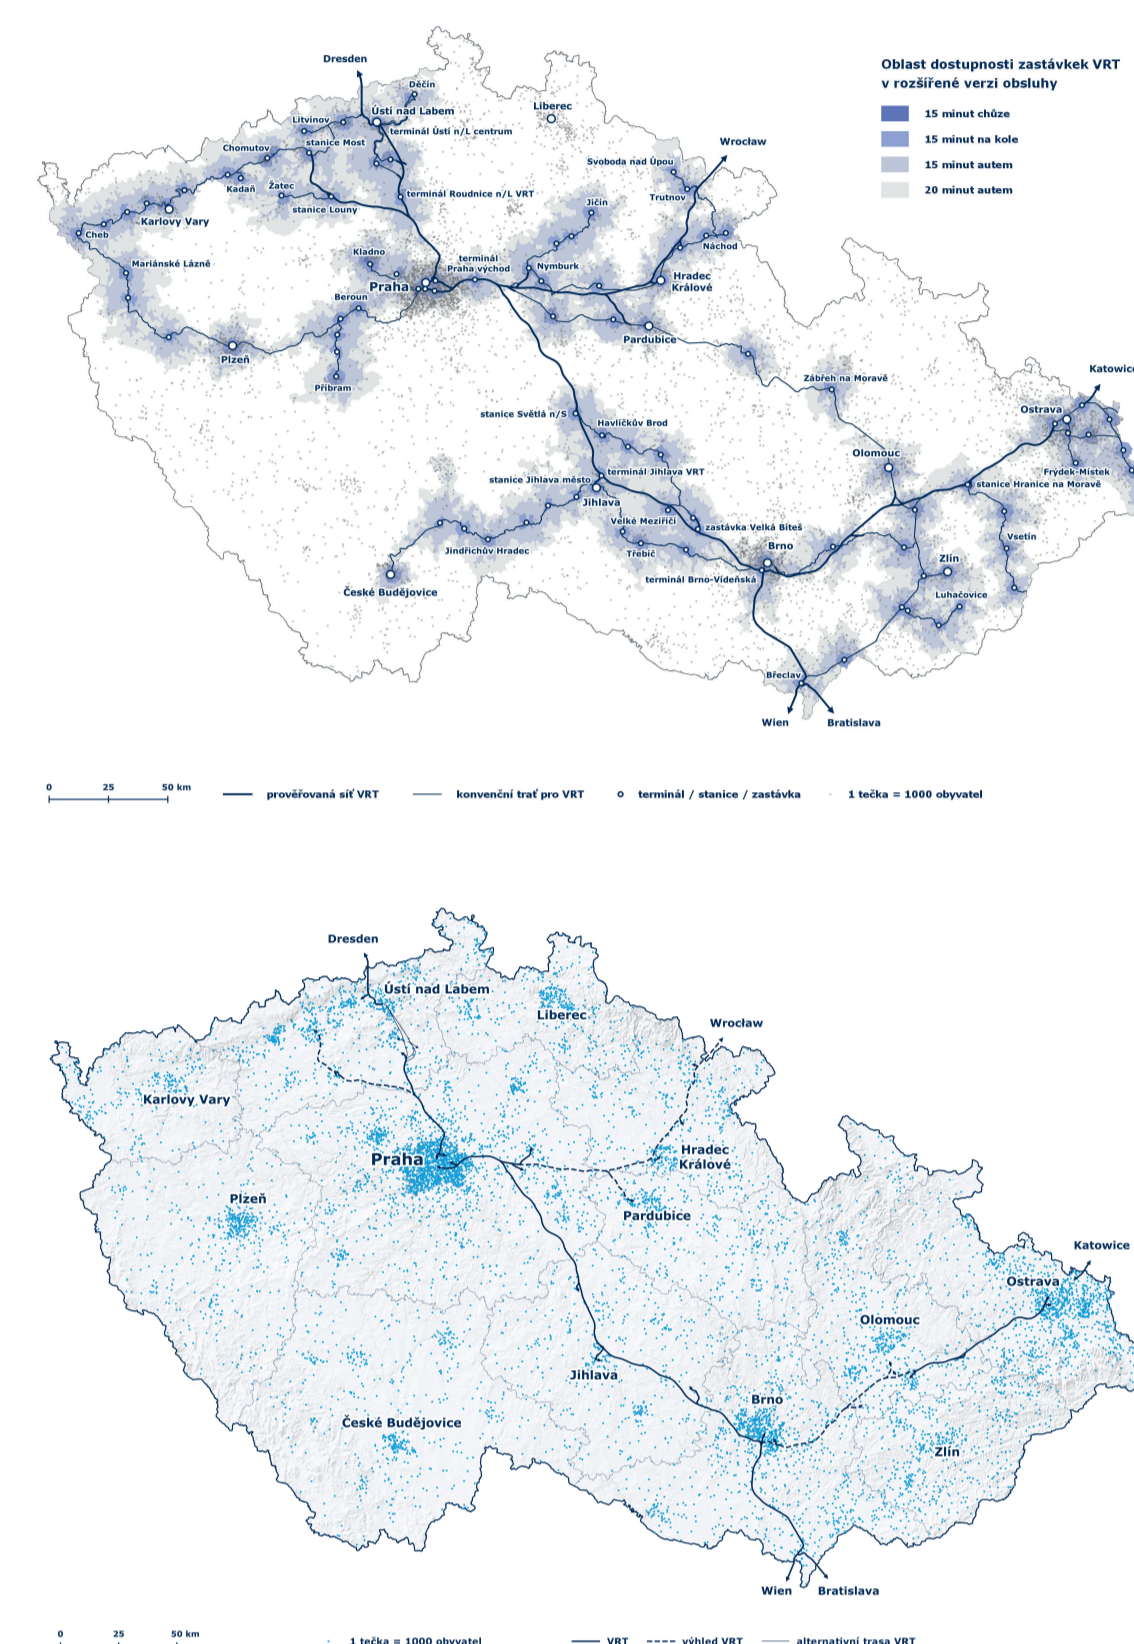 Oblast dostupnosti zastávkek VRT
v rozšířené verzi obsluhy
15 minut chůze
15 minut na kole
15 minut autem
20 minut autem
Dresden
Děčín
Ústí nad Labem
terminál Ústí n/L centrum
Liberec
Litvínov
stanice Most
Chomutov
Wrocław
Svoboda nad Úpou
Kadaň
Žatec
stanice Louny
terminál Roudnice n/L VRT
Trutnov
Jičín
Karlovy Vary
Cheb
Náchod
Mariánské Lázně
Kladno
terminál
Praha východ
Nymburk
Hradec
Králové
Praha
Beroun
Pardubice
Plzeň
Příbram
Zábřeh na Moravě
Katowice
Ostrava
stanice Světlá n/S
Havlíčkův Brod
Olomouc
terminál Jihlava VRT
stanice Jihlava město
Frýdek-Místek
stanice Hranice na Moravě
Jihlava
Velké Meziříčí
zastávka Velká Bíteš
Vsetín
Jindřichův Hradec
Třebíč
Brno
Zlín
terminál Brno-Vídeňská
České Budějovice
Luhačovice
Břeclav
Wien
Bratislava
0 25 50 km
prověřovaná síť VRT
konvenční trať pro VRT
terminál / stanice / zastávka
1 tečka = 1000 obyvatel
Dresden
Ústí nad Labem
Liberec
Wrocław
Karlovy Vary
Praha
Hradec
Králové
Plzeň
Pardubice
Katowice
Ostrava
Olomouc
Jihlava
Brno
České Budějovice
Zlín
Wien
Bratislava
0 25 50 km
1 tečka = 1000 obyvatel
VRT
výhled VRT
alternativní trasa VRT